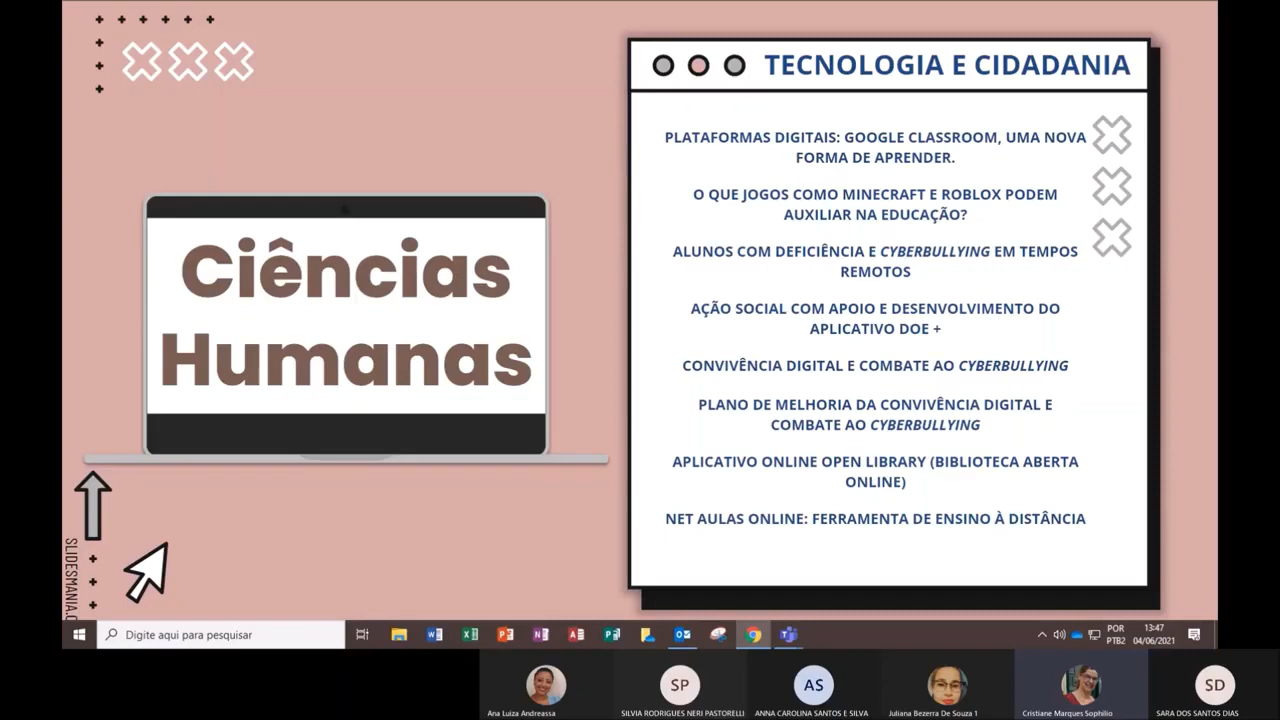 TECNOLOGIA E CIDADANIA
PLATAFORMAS DIGITAIS: GOOGLE CLASSROOM, UMA NOVA
FORMA DE APRENDER.
O QUE JOGOS COMO MINECRAFT E ROBLOX PODEM
AUXILIAR NA EDUCAÇÃO?
ALUNOS COM DEFICIÊNCIA E CYBERBULLYING EM TEMPOS
REMOTOS
AÇÃO SOCIAL COM APOIO E DESENVOLVIMENTO DO
APLICATIVO DOE +
CONVIVÊNCIA DIGITAL E COMBATE AO CYBERBULLYING
PLANO DE MELHORIA DA CONVIVÊNCIA DIGITAL E
COMBATE AO CYBERBULLYING
APLICATIVO ONLINE OPEN LIBRARY (BIBLIOTECA ABERTA
ONLINE)
NET AULAS ONLINE: FERRAMENTA DE ENSINO À DISTÂNCIA
Ciências
Humanas
SLIDESMANIA.C
Digite aqui para pesquisar
POR
PTB2
13:47
04/06/2021
SP
AS
SD
Ana Luiza Andreassa
SILVIA RODRIGUES NERI PASTORELLI
ANNA CAROLINA SANTOS E SILVA
Juliana Bezerra De Souza 1
Cristiane Marques Sophilio
SARA DOS SANTOS DIAS